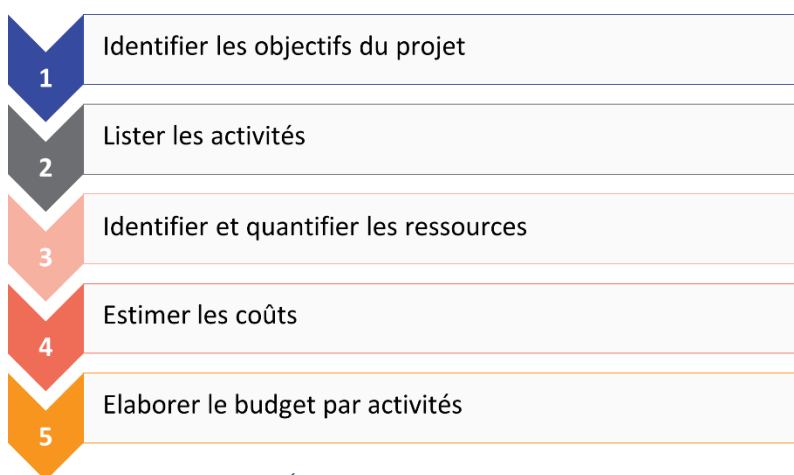 1
Identifier les objectifs du projet
2
Lister les activités
3
Identifier et quantifier les ressources
4
Estimer les coûts
5
Elaborer le budget par activités